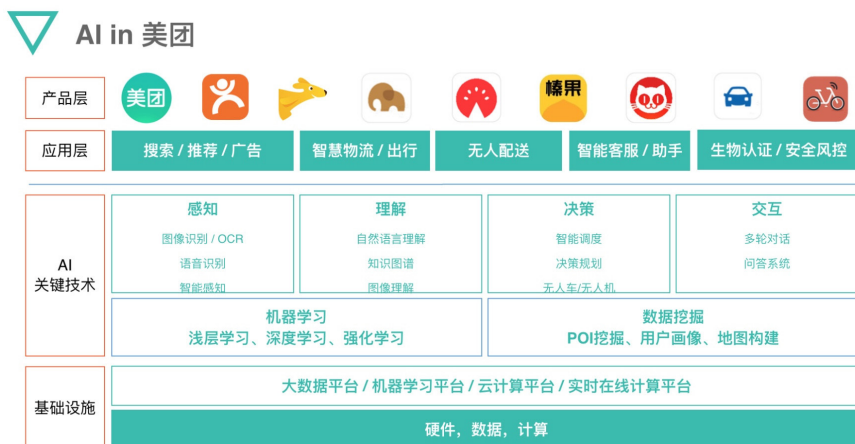 AI in 美团
产品层
美团
榛果
应用层
搜索 / 推荐 / 广告
智慧物流 / 出行
无人配送
智能客服 / 助手
生物认证 / 安全风控
AI
关键技术
感知
图像识别 / OCR
语音识别
智能感知
理解
自然语言理解
知识图谱
图像理解
决策
智能调度
决策规划
无人车/无人机
交互
多轮对话
问答系统
机器学习
浅层学习、深度学习、强化学习
数据挖掘
POI挖掘、用户画像、地图构建
基础设施
大数据平台 / 机器学习平台 / 云计算平台 / 实时在线计算平台
硬件，数据，计算